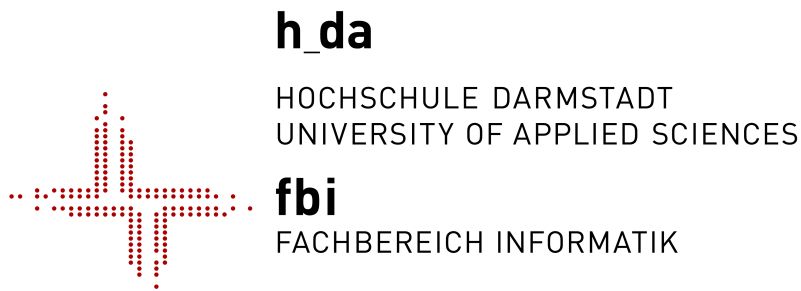 h_da
HOCHSCHULE DARMSTADT
UNIVERSITY OF APPLIED SCIENCES
fbi
FACHBEREICH INFORMATIK